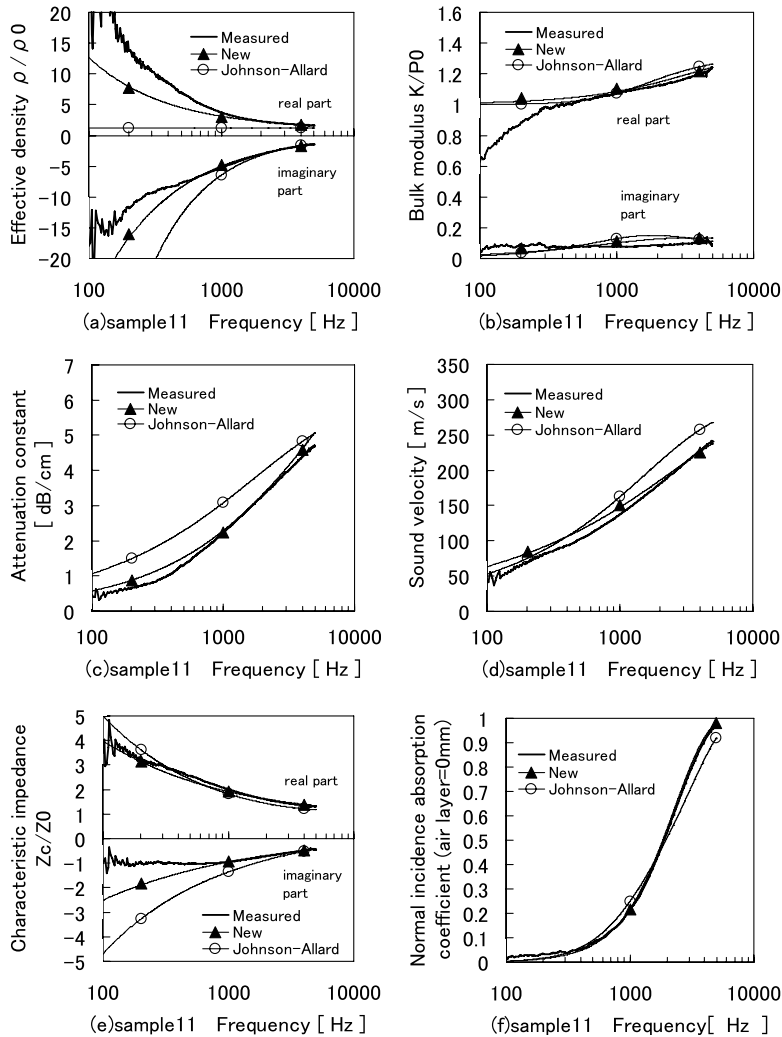 Effective density ρ/ρ0
20
15
10
5
0
-5
-10
-15
-20
Measured
New
Johnson-Allard
real part
imaginary
part
100
1000
10000
(a)sample11 Frequency[ Hz]
Bulk modulus K/P0
1.6
1.4
1.2
1
0.8
0.6
0.4
0.2
0
Measured
New
Johnson-Allard
real part
imaginary
part
100
1000
10000
(b)sample11 Frequency[ Hz]
Attenuation constant
[ dB/cm]
7
6
5
4
3
2
1
0
Measured
New
Johnson-Allard
100
1000
10000
(c)sample11 Frequency[ Hz]
Sound velocity [ m/s]
350
300
250
200
150
100
50
0
Measured
New
Johnson-Allard
100
1000
10000
(d)sample11 Frequency[ Hz]
Characteristic impedance
Zc/Z0
5
4
3
2
1
0
-1
-2
-3
-4
-5
real part
imaginary
part
Measured
New
Johnson-Allard
100
1000
10000
(e)sample11 Frequency[ Hz]
Normal incidence absorption
coefficient (air layer=0mm)
1
0.9
0.8
0.7
0.6
0.5
0.4
0.3
0.2
0.1
0
Measured
New
Johnson-Allard
100
1000
10000
(f)sample11 Frequency[ Hz]